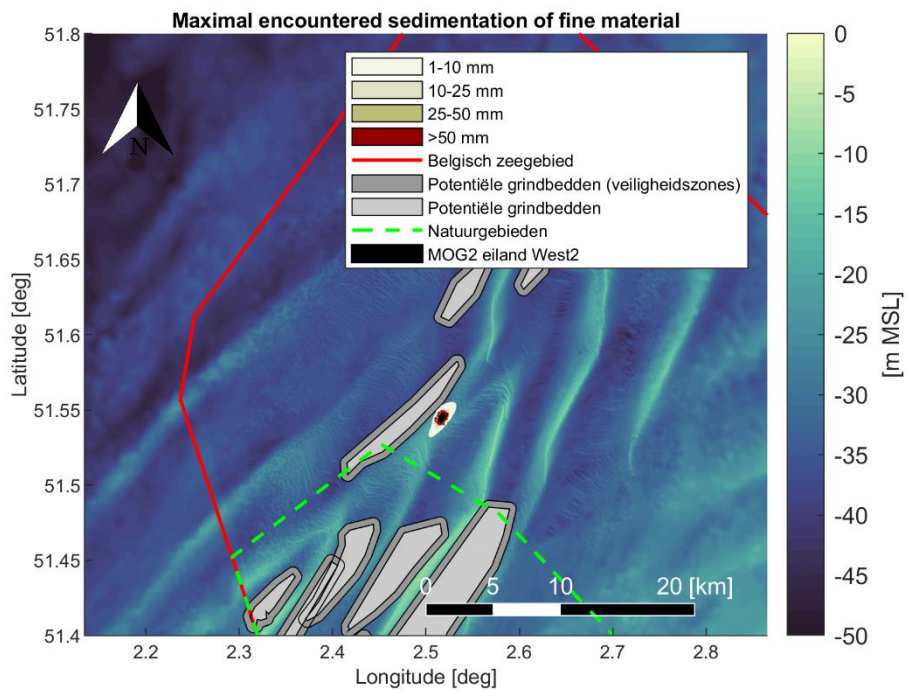 Maximal encountered sedimentation of fine material
51.8
51.75
51.7
51.65
51.6
51.55
51.5
51.45
51.4
Latitude [deg]
N
1-10 mm
10-25 mm
25-50 mm
>50 mm
Belgisch zeegebied
Potentiële grindbedden (veiligheidszones)
Potentiële grindbedden
Natuurgebieden
MOG2 eiland West2
0 5 10 20 [km]
2.2 2.3 2.4 2.5 2.6 2.7 2.8
Longitude [deg]
0
-5
-10
-15
-20
-25
-30
-35
-40
-45
-50
[m MSL]